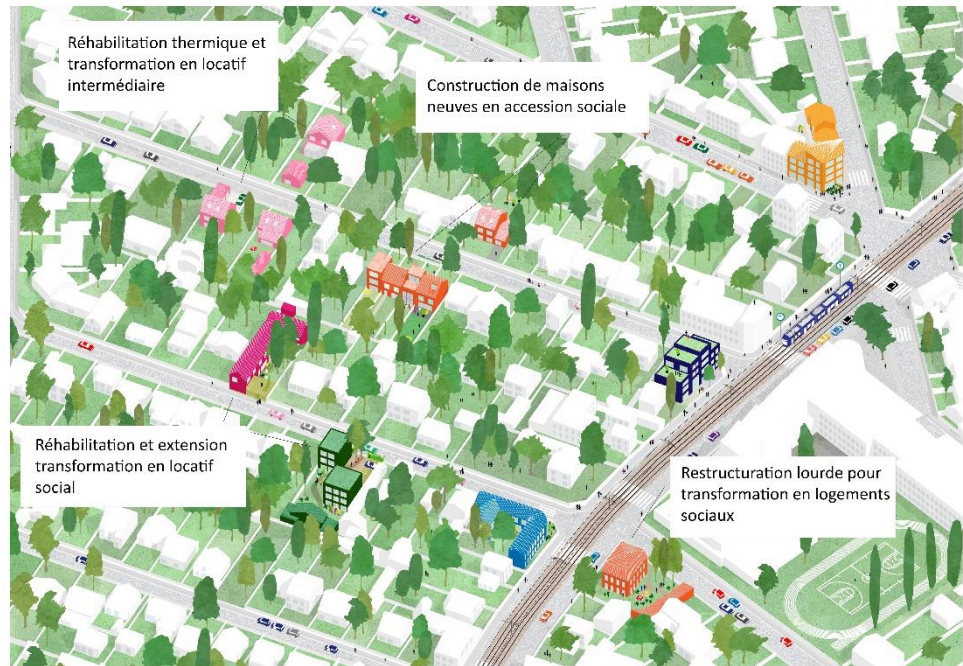 Réhabilitation thermique et
transformation en locatif
intermédiaire
Construction de maisons
neuves en accession sociale
Réhabilitation et extension
transformation en locatif
social
Restructuration lourde pour
transformation en logements
sociaux